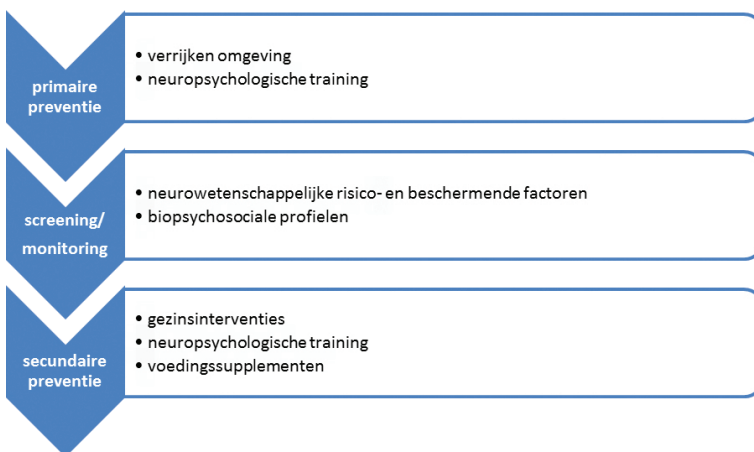 primaire
preventie
• verrijken omgeving
• neuropsychologische training
screening/
monitoring
• neurowetenschappelijke risico- en beschermende factoren
• biopsychosociale profielen
secundaire
preventie
• gezinsinterventies
• neuropsychologische training
• voedingssupplementen